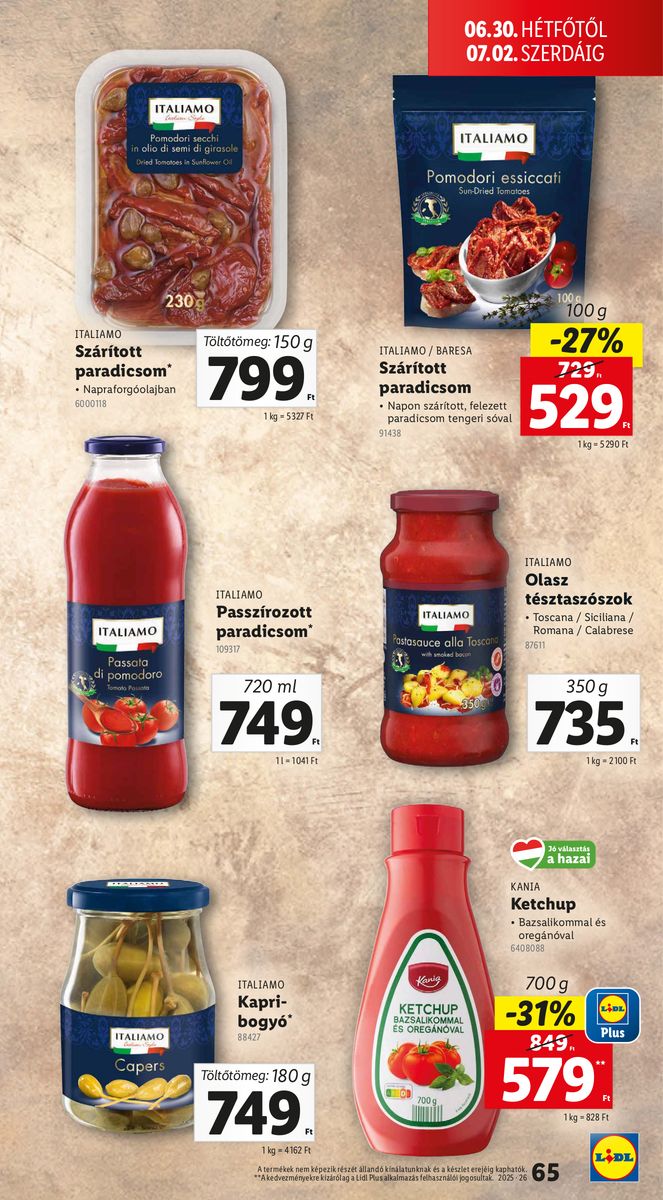 06.30. HÉTFŐTŐL
07.02. SZERDÁIG
ITALIAMO
Italian Style
Pomodori secchi
in olio di semi di girasole
Dried Tomatoes in Sunflower Oil
230g
ITALIAMO
Szárított
paradicsom*
• Napraforgóolajban
6000118
Töltőtömeg: 150 g
799 Ft
1 kg = 5327 Ft
ITALIAMO
Pomodori essiccati
Sun-Dried Tomatoes
100 g
100 g
ITALIAMO / BARESA
Szárított
paradicsom
• Napon szárított, felezett
paradicsom tengeri sóval
91438
-27%
729 Ft
529 Ft
1 kg = 5290 Ft
ITALIAMO
Passata
di pomodoro
Tomato Passata
ITALIAMO
Passzírozott
paradicsom*
109317
720 ml
749 Ft
1 l = 1041 Ft
ITALIAMO
Pastasauce alla Toscana
with smoked bacon
350g
ITALIAMO
Olasz
tésztaszószok
• Toscana / Siciliana /
Romana / Calabrese
87611
350 g
735 Ft
1 kg = 2100 Ft
ITALIAMO
ITALIAMO
Capers
ITALIAMO
Kapri-
bogyó*
88427
Töltőtömeg: 180 g
749 Ft
1 kg = 4162 Ft
Kania
KETCHUP
BAZSALIKOMMAL
ÉS OREGÁNÓVAL
700 g
Jó választás
a hazai
KANIA
Ketchup
• Bazsalikommal és
oregánóval
6408088
700 g
-31%
LIDL
Plus
849 Ft
579** Ft
1 kg = 828 Ft
A termékek nem képezik részét állandó kínálatunknak és a készlet erejéig kaphatók.
**A kedvezményekre kizárólag a Lidl Plus alkalmazás felhasználói jogosultak. 2025 • 26
65
LIDL